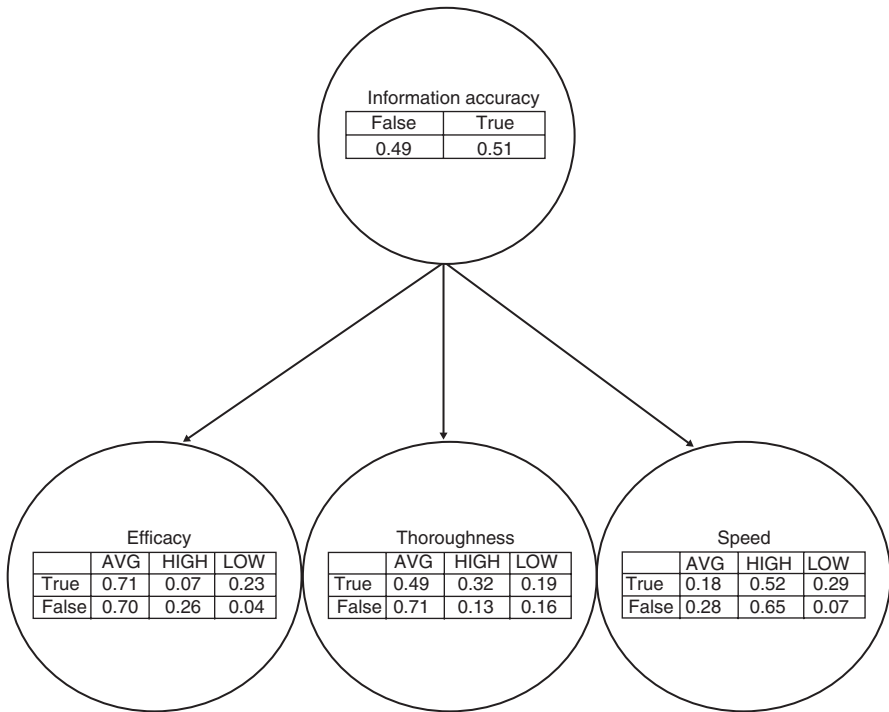 Information accuracy
False True
0.49 0.51
Efficacy
AVG HIGH LOW
True 0.71 0.07 0.23
False 0.70 0.26 0.04
Thoroughness
AVG HIGH LOW
True 0.49 0.32 0.19
False 0.71 0.13 0.16
Speed
AVG HIGH LOW
True 0.18 0.52 0.29
False 0.28 0.65 0.07